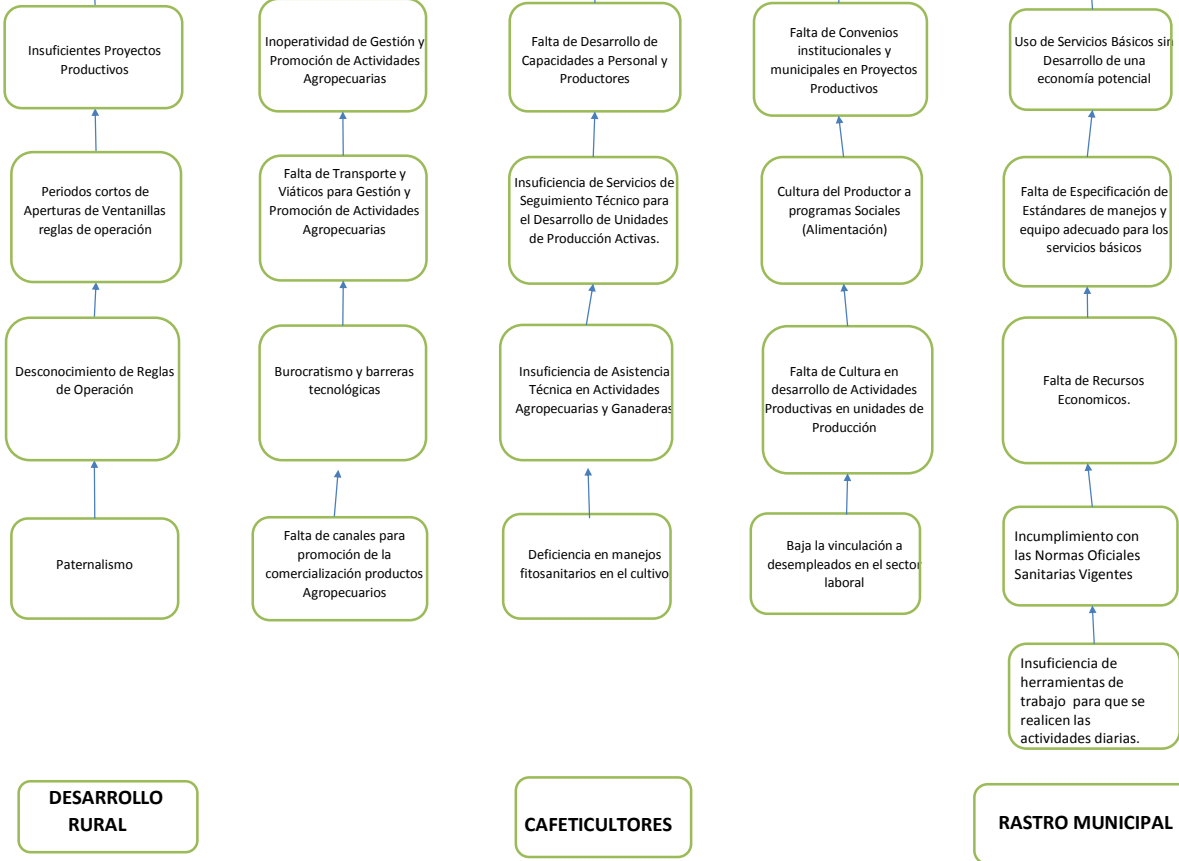 Insuficientes Proyectos
Productivos
Inoperatividad de Gestión y
Promoción de Actividades
Agropecuarias
Falta de Desarrollo de
Capacidades a Personal y
Productores
Falta de Convenios
institucionales y
municipales en Proyectos
Productivos
Uso de Servicios Básicos sin
Desarrollo de una
economía potencial
Periodos cortos de
Aperturas de Ventanillas
reglas de operación
Falta de Transporte y
Viáticos para Gestión y
Promoción de Actividades
Agropecuarias
Insuficiencia de Servicios de
Seguimiento Técnico para
el Desarrollo de Unidades
de Producción Activas.
Cultura del Productor a
programas Sociales
(Alimentación)
Falta de Especificación de
Estándares de manejos y
equipo adecuado para los
servicios básicos
Desconocimiento de Reglas
de Operación
Burocratismo y barreras
tecnológicas
Insuficiencia de Asistencia
Técnica en Actividades
Agropecuarias y Ganaderas
Falta de Cultura en
desarrollo de Actividades
Productivas en unidades de
Producción
Falta de Recursos
Economicos.
Paternalismo
Falta de canales para
promoción de la
comercialización productos
Agropecuarios
Deficiencia en manejos
fitosanitarios en el cultivo
Baja la vinculación a
desempleados en el sector
laboral
Incumplimiento con
las Normas Oficiales
Sanitarias Vigentes
Insuficiencia de
herramientas de
trabajo para que se
realicen las
actividades diarias.
DESARROLLO
RURAL
CAFETICULTORES
RASTRO MUNICIPAL